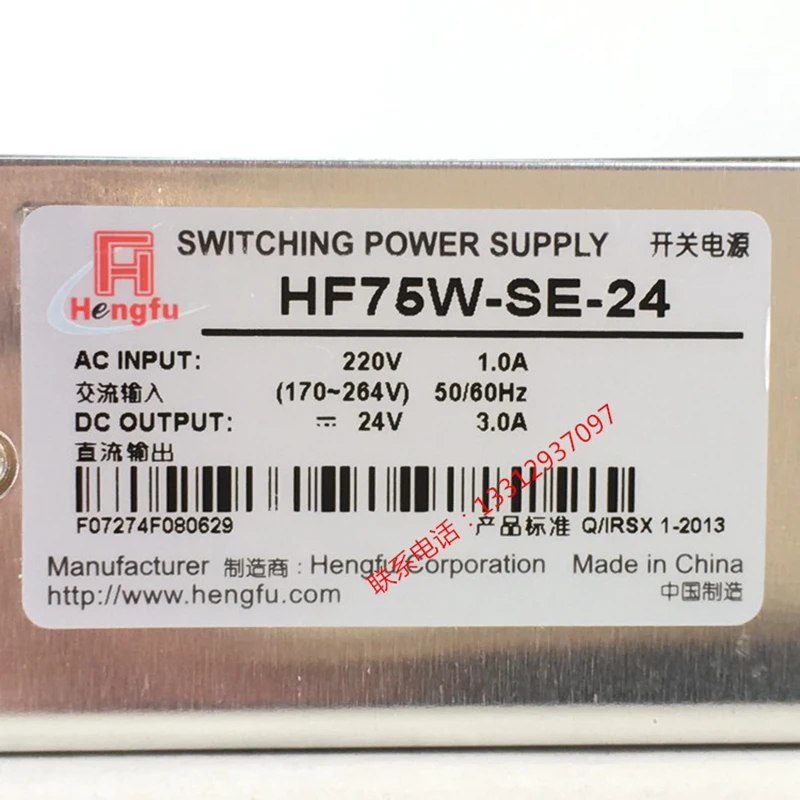 SWITCHING POWER SUPPLY 开关电源
Hengfu
HF75W-SE-24
AC INPUT: 220V 1.0A
交流输入 (170~264V) 50/60Hz
DC OUTPUT: ⎓ 24V 3.0A
直流输出
F07274F080629 产品标准 Q/IRSX 1-2013
Manufacturer 制造商: Hengfu Corporation Made in China
http://www.hengfu.com 中国制造
联系电话:13312937097